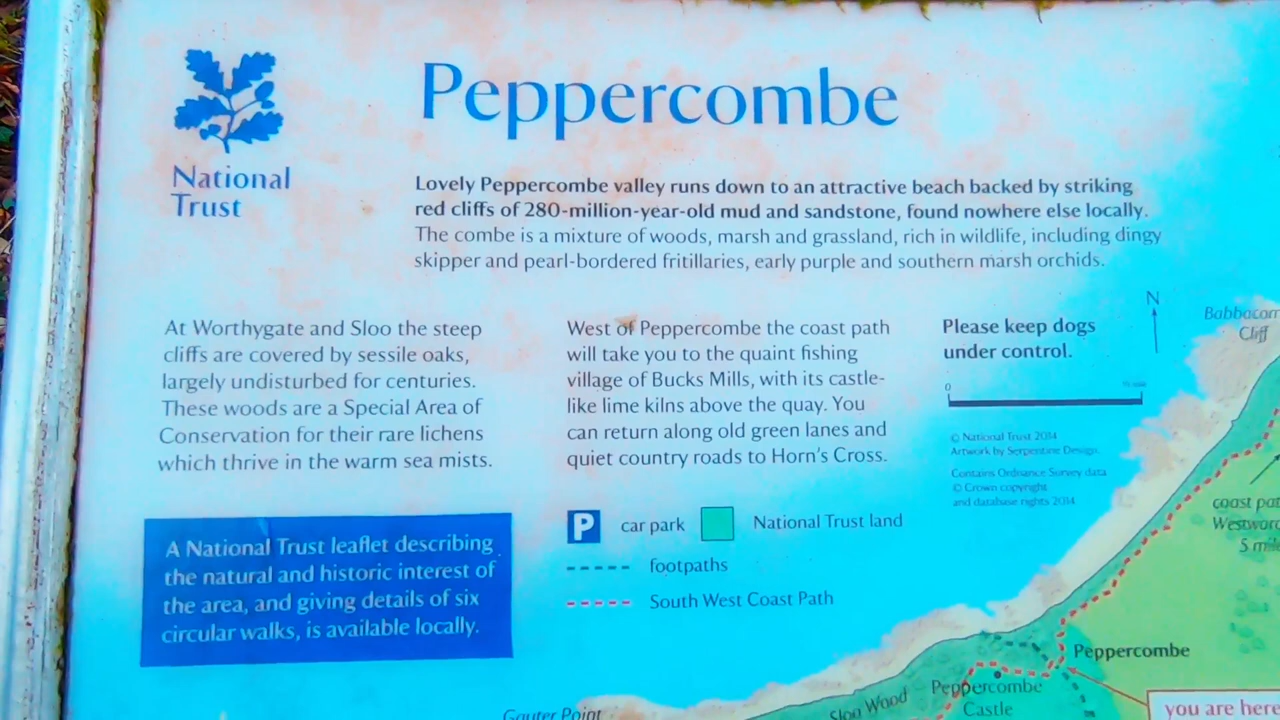 National
Trust
Peppercombe
Lovely Peppercombe valley runs down to an attractive beach backed by striking
red cliffs of 280-million-year-old mud and sandstone, found nowhere else locally.
The combe is a mixture of woods, marsh and grassland, rich in wildlife, including dingy
skipper and pearl-bordered fritillaries, early purple and southern marsh orchids.
At Worthygate and Sloo the steep
cliffs are covered by sessile oaks,
largely undisturbed for centuries.
These woods are a Special Area of
Conservation for their rare lichens
which thrive in the warm sea mists.
A National Trust leaflet describing
the natural and historic interest of
the area, and giving details of six
circular walks, is available locally.
West of Peppercombe the coast path
will take you to the quaint fishing
village of Bucks Mills, with its castle-
like lime kilns above the quay. You
can return along old green lanes and
quiet country roads to Horn's Cross.
P car park
National Trust land
footpaths
South West Coast Path
Please keep dogs
under control.
N
0
© National Trust 2014
Artwork by Serpentine Design.
Contains Ordnance Survey data
© Crown copyright
and database rights 2014
Babbacom
Cliff
coast pat
Westward
5 mil
Peppercombe
Peppercombe
Castle
Sloo Wood
Gauter Point
you are here